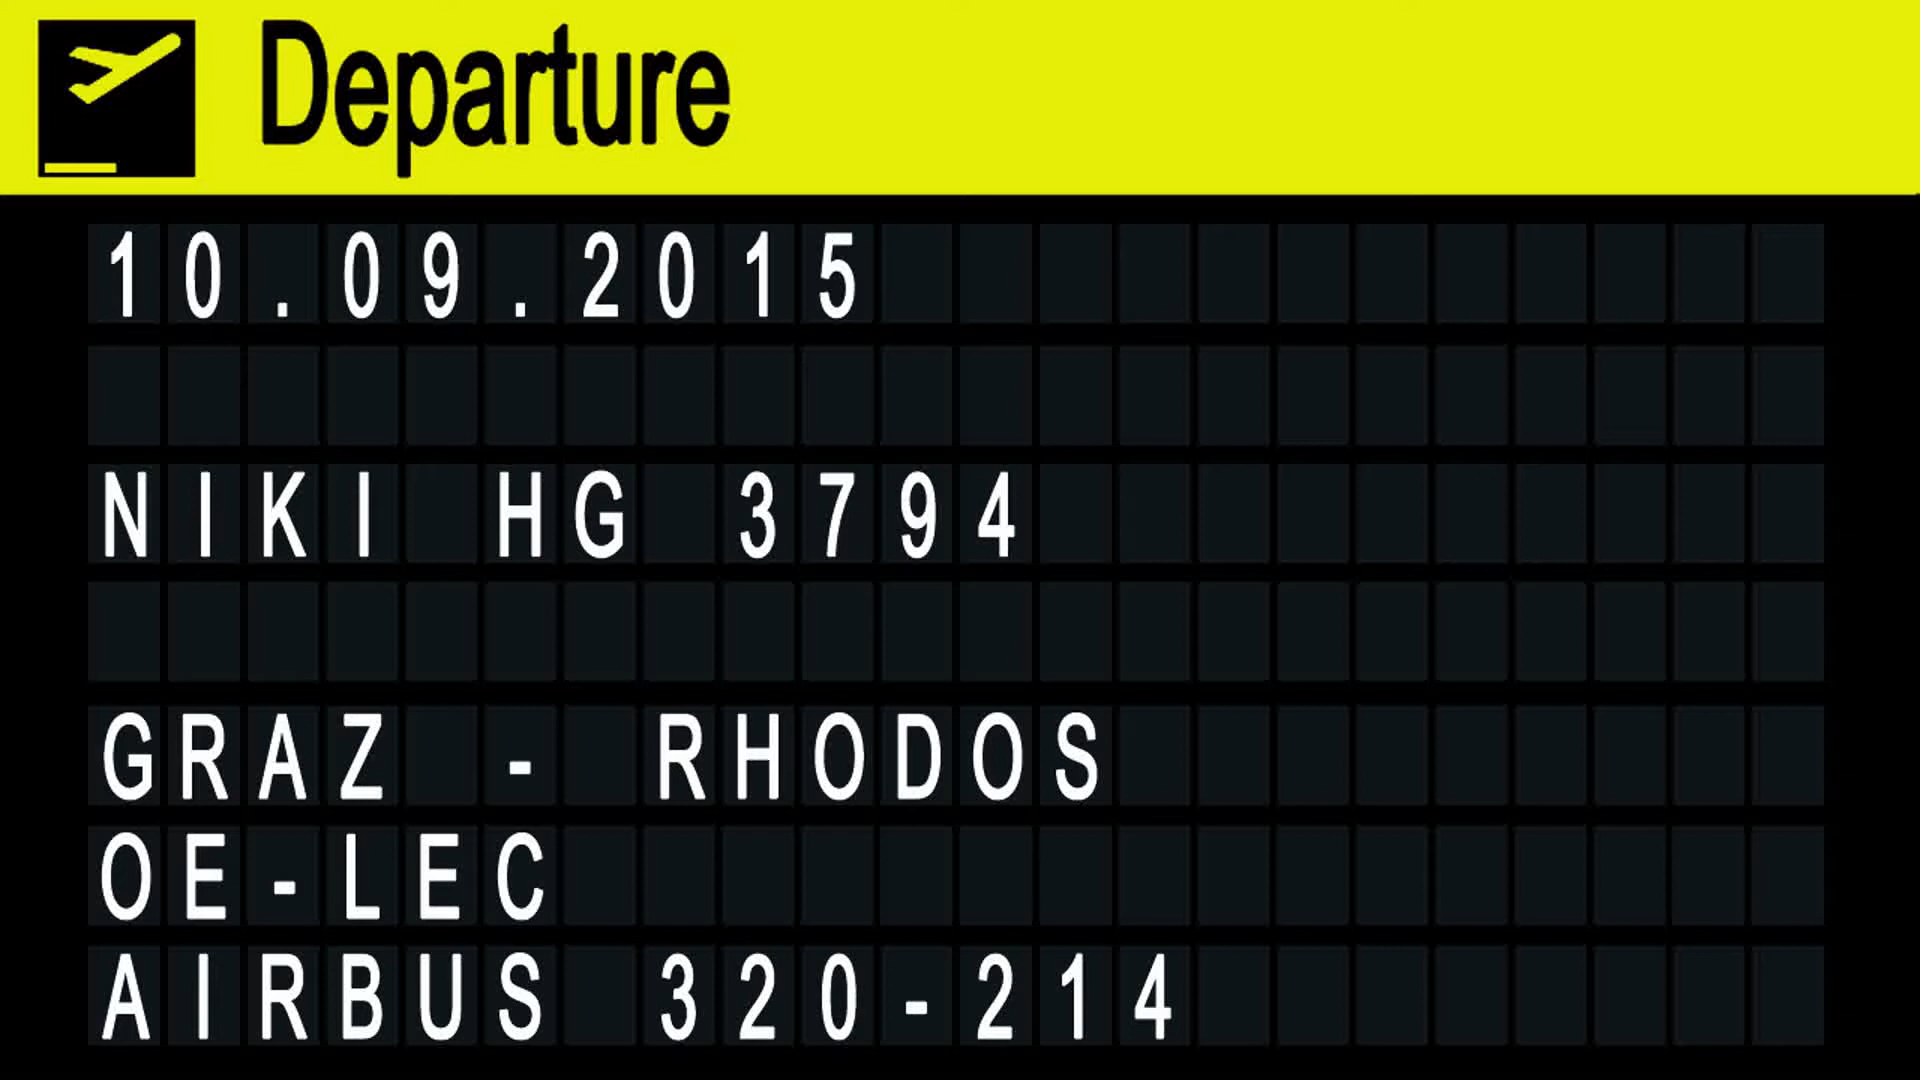 Departure
10.09.2015
NIKI HG 3794
GRAZ - RHODOS
OE-LEC
AIRBUS 320-214